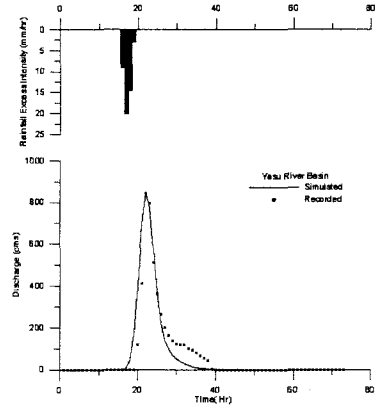 0 20 40 60 80
Rainfall Excess Intensity (mm/hr)
0
5
10
15
20
25
1000
800
600
400
200
0
Discharge (cms)
Yasu River Basin
Simulated
Recorded
0 20 40 60 80
Time(Hr)